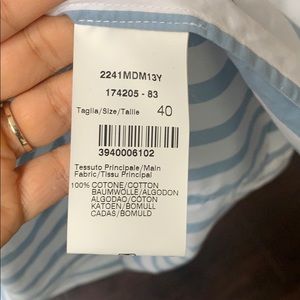 2241MDM13Y
174205 - 83
Taglia/Size/Taille 40
3940006102
Tessuto Principale/Main
Fabric/Tissu Principal
100% COTONE/COTTON
BAUMWOLLE/ALGODON
ALGODAO/COTON
KATOEN/BOMULL
CADAS/BOMULD